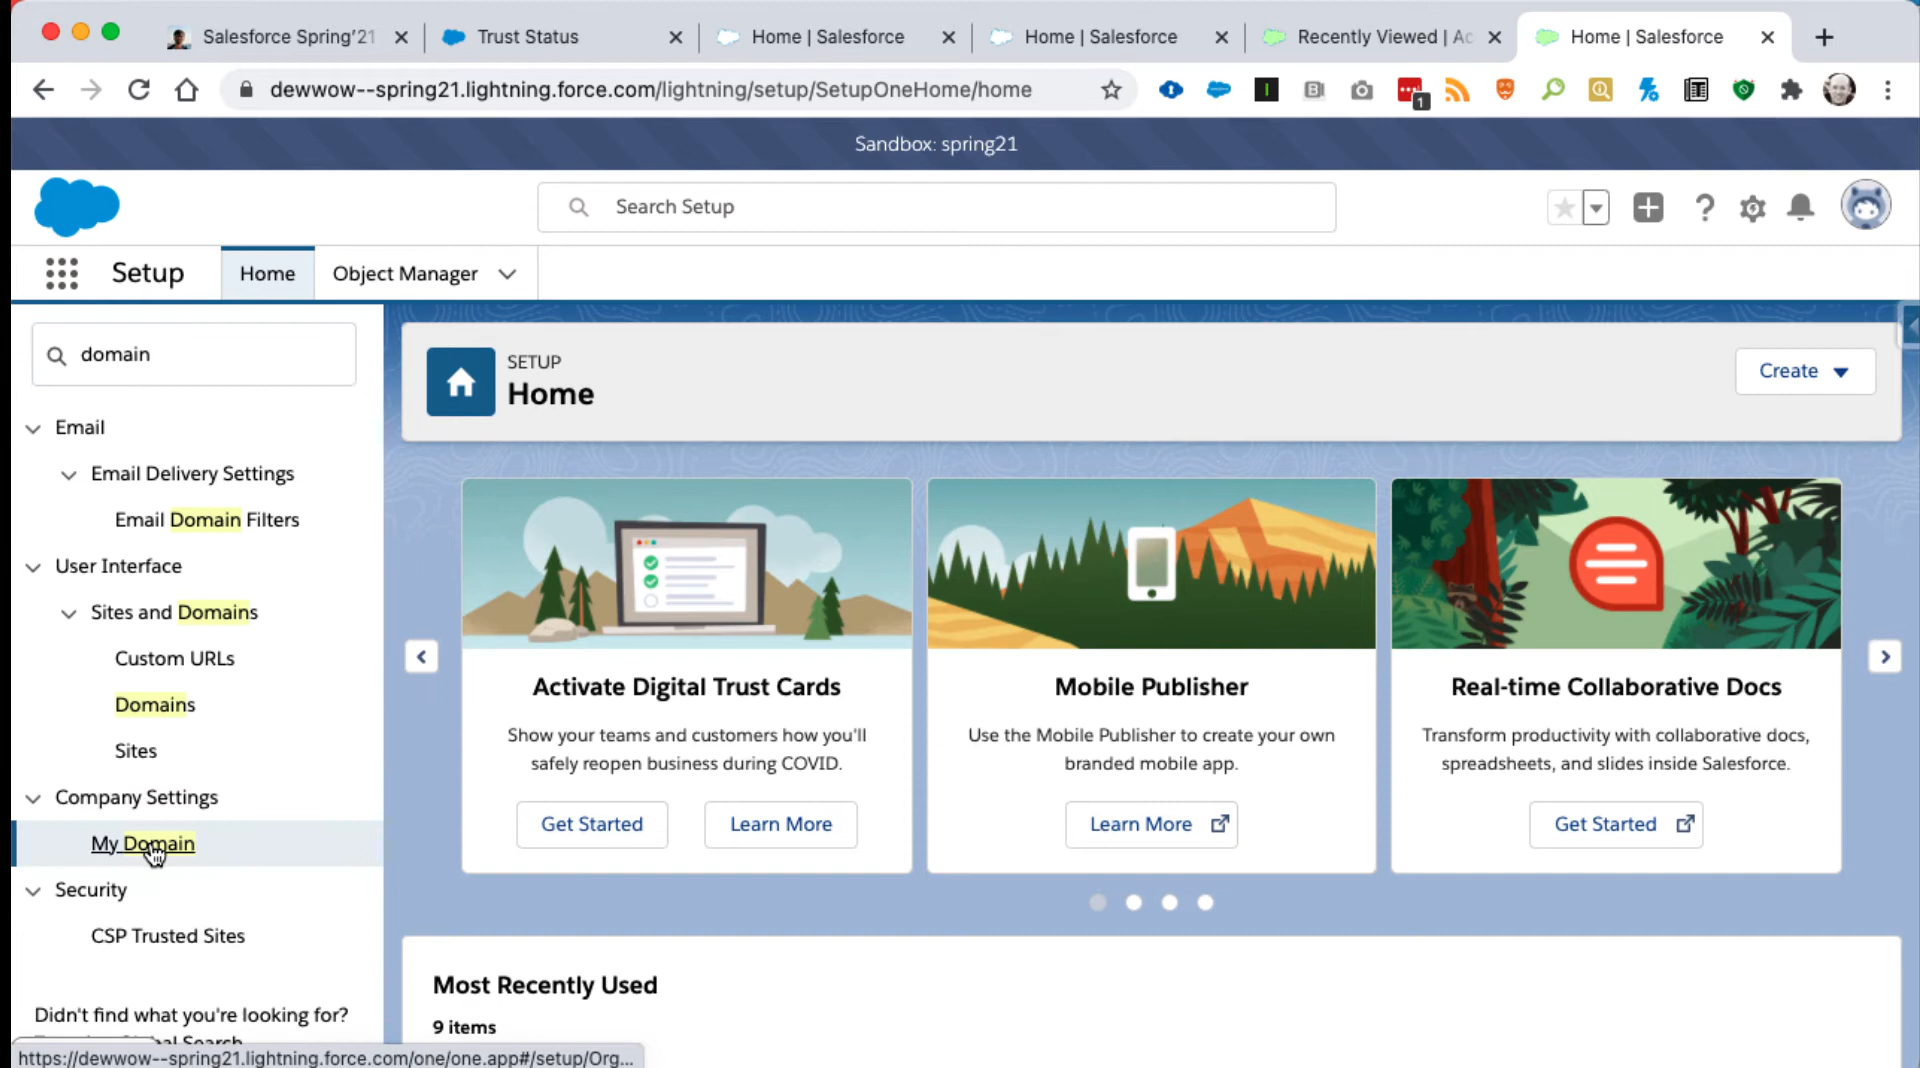 Salesforce Spring'21
Trust Status
Home | Salesforce
Home | Salesforce
Recently Viewed | Ac
Home | Salesforce
dewwow--spring21.lightning.force.com/lightning/setup/SetupOneHome/home
1
Sandbox: spring21
Search Setup
Setup
Home
Object Manager
domain
SETUP
Home
Create
Email
Email Delivery Settings
Email Domain Filters
User Interface
Sites and Domains
Custom URLs
Domains
Sites
Company Settings
My Domain
Security
CSP Trusted Sites
Didn't find what you're looking for?
Global Search
Activate Digital Trust Cards
Show your teams and customers how you'll
safely reopen business during COVID.
Get Started
Learn More
Mobile Publisher
Use the Mobile Publisher to create your own
branded mobile app.
Learn More
Real-time Collaborative Docs
Transform productivity with collaborative docs,
spreadsheets, and slides inside Salesforce.
Get Started
Most Recently Used
9 items
https://dewwow--spring21.lightning.force.com/one/one.app#/setup/Org...